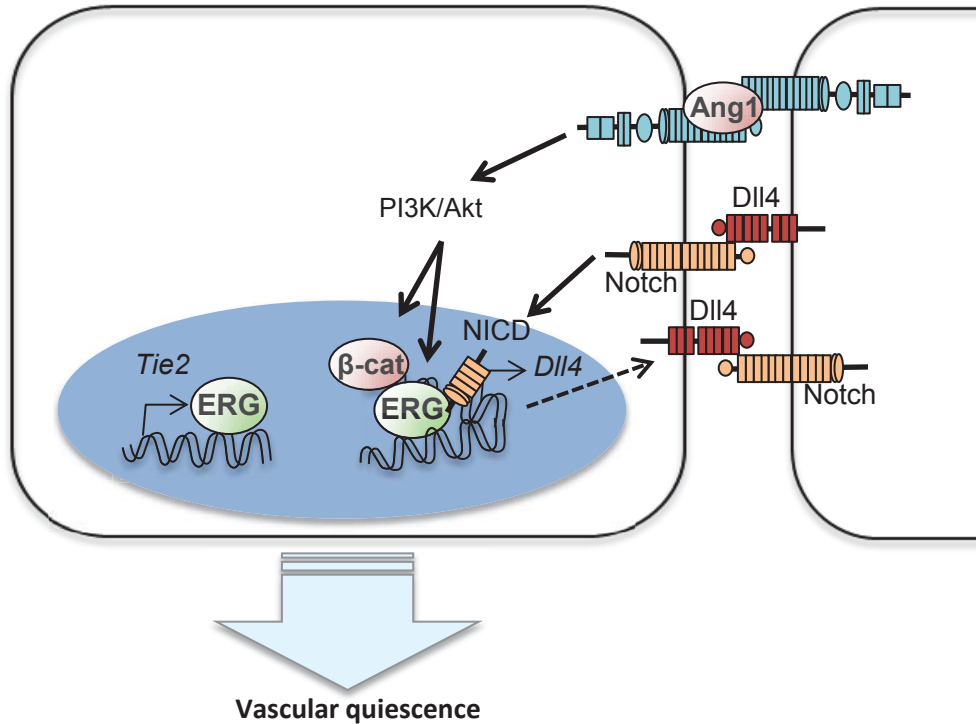 Ang1
Dll4
PI3K/Akt
Notch
Dll4
NICD
Tie2
β-cat
Dll4
ERG
ERG
Notch
Vascular quiescence